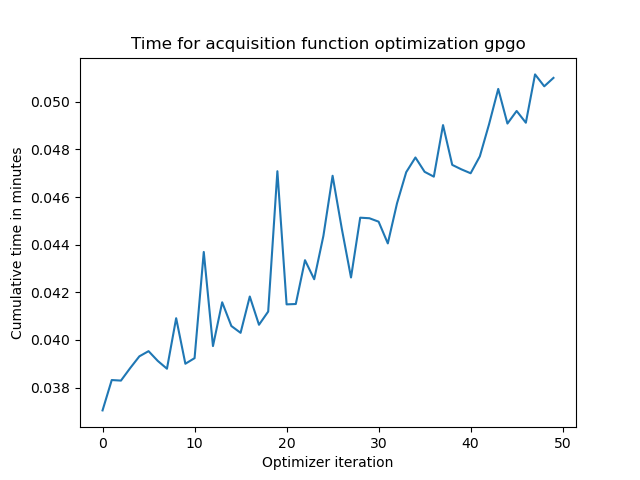 Time for acquisition function optimization gpgo
Cumulative time in minutes
0.050
0.048
0.046
0.044
0.042
0.040
0.038
0 10 20 30 40 50
Optimizer iteration